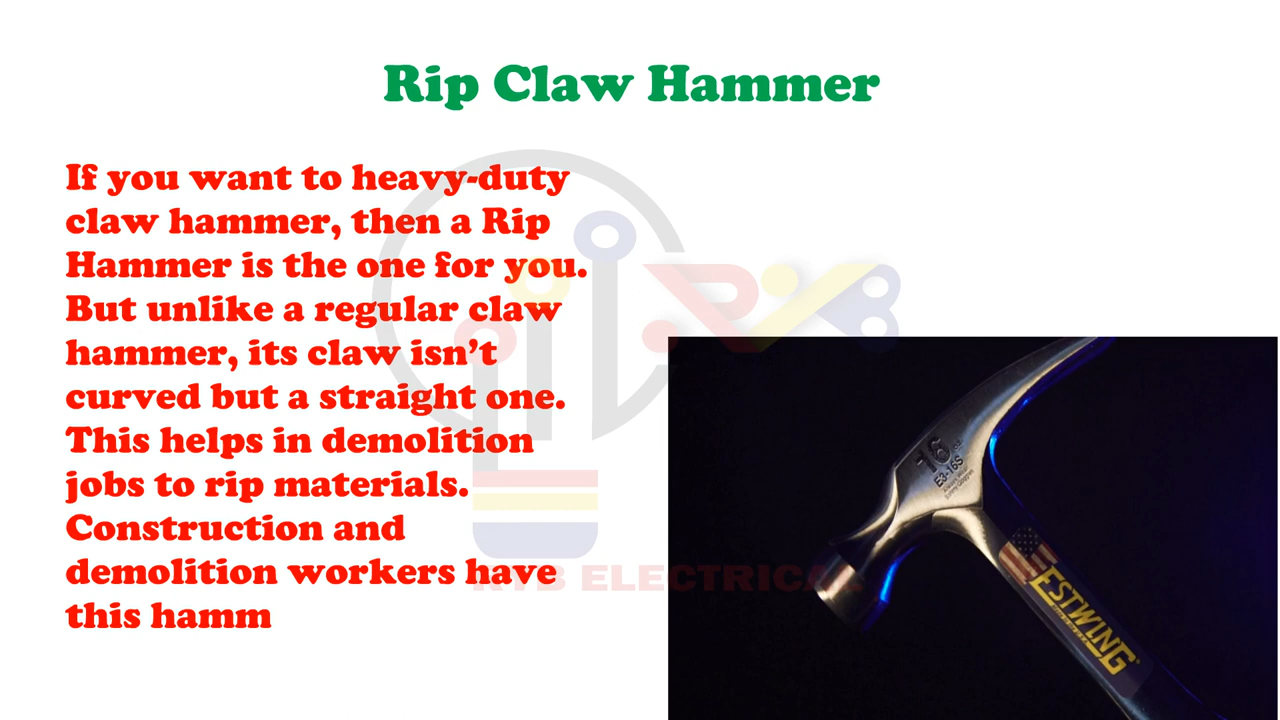 Rip Claw Hammer
If you want to heavy-duty
claw hammer, then a Rip
Hammer is the one for you.
But unlike a regular claw
hammer, its claw isn’t
curved but a straight one.
This helps in demolition
jobs to rip materials.
Construction and
demolition workers have
this hamm
RYB ELECTRICAL
16 oz
E3-16S
ESTWING